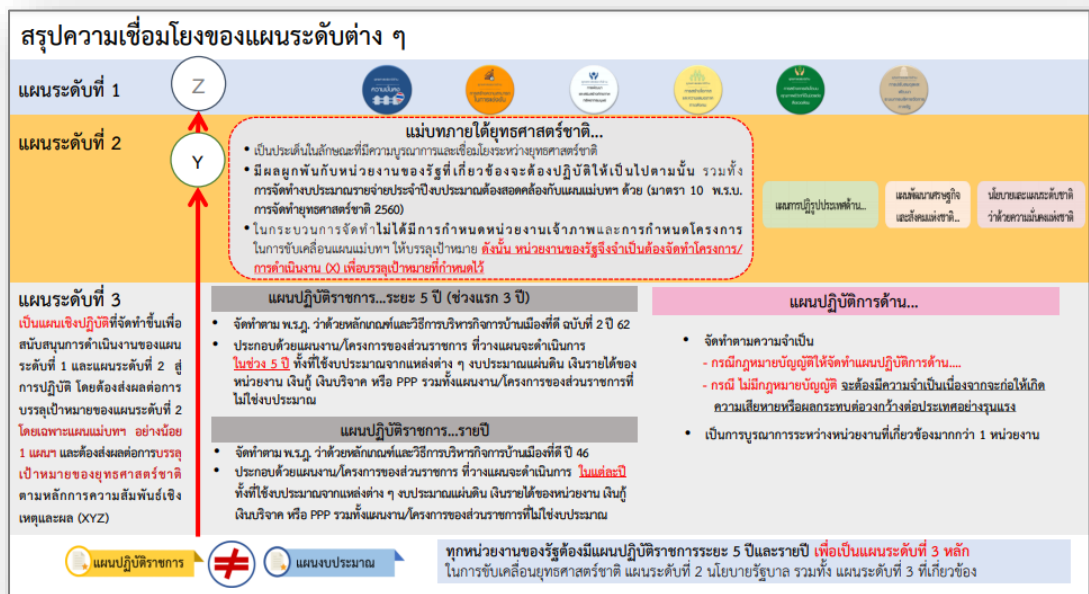 สรุปความเชื่อมโยงของแผนระดับต่าง ๆ
แผนระดับที่ 1
Z
ความมั่นคง
แผนระดับที่ 2
Y
แม่บทภายใต้ยุทธศาสตร์ชาติ...
• เป็นประเด็นในลักษณะที่มีความบูรณาการและเชื่อมโยงระหว่างยุทธศาสตร์ชาติ
• มีผลผูกพันกับหน่วยงานของรัฐที่เกี่ยวข้องจะต้องปฏิบัติให้เป็นไปตามนั้น รวมทั้ง
การจัดทำงบประมาณรายจ่ายประจำปีงบประมาณต้องสอดคล้องกับแผนแม่บทฯ ด้วย (มาตรา 10 พ.ร.บ.
การจัดทำยุทธศาสตร์ชาติ 2560)
• ในกระบวนการจัดทำไม่ได้มีการกำหนดหน่วยงานเจ้าภาพและการกำหนดโครงการ
ในการขับเคลื่อนแผนแม่บทฯ ให้บรรลุเป้าหมาย ดังนั้น หน่วยงานของรัฐจึงจำเป็นต้องจัดทำโครงการ/
การดำเนินงาน (X) เพื่อบรรลุเป้าหมายที่กำหนดไว้
แผนการปฏิรูปประเทศด้าน...
แผนพัฒนาเศรษฐกิจ
และสังคมแห่งชาติ...
นโยบายและแผนระดับชาติ
ว่าด้วยความมั่นคงแห่งชาติ
แผนระดับที่ 3
เป็นแผนเชิงปฏิบัติที่จัดทำขึ้นเพื่อ
สนับสนุนการดำเนินงานของแผน
ระดับที่ 1 และแผนระดับที่ 2 สู่
การปฏิบัติ โดยต้องส่งผลต่อการ
บรรลุเป้าหมายของแผนระดับที่ 2
โดยเฉพาะแผนแม่บทฯ อย่างน้อย
1 แผนฯ และต้องส่งผลต่อการบรรลุ
เป้าหมายของยุทธศาสตร์ชาติ
ตามหลักการความสัมพันธ์เชิง
เหตุและผล (XYZ)
แผนปฏิบัติราชการ...ระยะ 5 ปี (ช่วงแรก 3 ปี)
• จัดทำตาม พ.ร.ฎ. ว่าด้วยหลักเกณฑ์และวิธีการบริหารกิจการบ้านเมืองที่ดี ฉบับที่ 2 ปี 62
• ประกอบด้วยแผนงาน/โครงการของส่วนราชการ ที่วางแผนจะดำเนินการ
ในช่วง 5 ปี ทั้งที่ใช้งบประมาณจากแหล่งต่าง ๆ งบประมาณแผ่นดิน เงินรายได้ของ
หน่วยงาน เงินกู้ เงินบริจาค หรือ PPP รวมทั้งแผนงาน/โครงการของส่วนราชการที่
ไม่ใช่งบประมาณ
แผนปฏิบัติราชการ...รายปี
• จัดทำตาม พ.ร.ฎ. ว่าด้วยหลักเกณฑ์และวิธีการบริหารกิจการบ้านเมืองที่ดี ปี 46
• ประกอบด้วยแผนงาน/โครงการของส่วนราชการ ที่วางแผนจะดำเนินการ ในแต่ละปี
ทั้งที่ใช้งบประมาณจากแหล่งต่าง ๆ งบประมาณแผ่นดิน เงินรายได้ของหน่วยงาน เงินกู้
เงินบริจาค หรือ PPP รวมทั้งแผนงาน/โครงการของส่วนราชการที่ไม่ใช่งบประมาณ
แผนปฏิบัติการด้าน...
• จัดทำตามความจำเป็น
- กรณีกฎหมายบัญญัติให้จัดทำแผนปฏิบัติการด้าน....
- กรณี ไม่มีกฎหมายบัญญัติ จะต้องมีความจำเป็นเนื่องจากจะก่อให้เกิด
ความเสียหายหรือผลกระทบต่อวงกว้างต่อประเทศอย่างรุนแรง
• เป็นการบูรณาการระหว่างหน่วยงานที่เกี่ยวข้องมากกว่า 1 หน่วยงาน
แผนปฏิบัติราชการ
≠
แผนงบประมาณ
ทุกหน่วยงานของรัฐต้องมีแผนปฏิบัติราชการระยะ 5 ปีและรายปี เพื่อเป็นแผนระดับที่ 3 หลัก
ในการขับเคลื่อนยุทธศาสตร์ชาติ แผนระดับที่ 2 นโยบายรัฐบาล รวมทั้ง แผนระดับที่ 3 ที่เกี่ยวข้อง